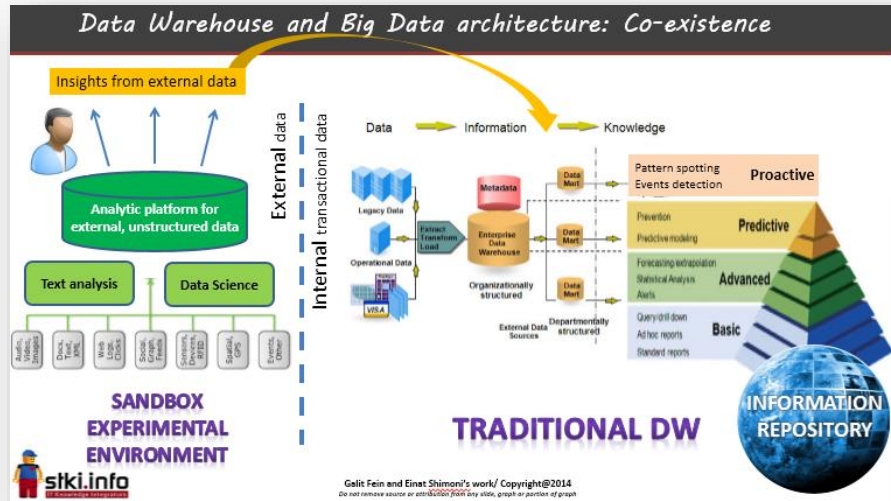 Data Warehouse and Big Data architecture: Co-existence
Insights from external data
Analytic platform for
external, unstructured data
Text analysis
Data Science
Audio,
Video,
Images
Docs,
Text,
XML
Web
Logs,
Clicks
Social,
Graph,
Feeds
Sensors,
Devices,
RFID
Spatial,
GPS
Events,
Other
SANDBOX
EXPERIMENTAL
ENVIRONMENT
External data
Internal transactional data
Data
Information
Knowledge
Legacy Data
Operational Data
VISA
Extract
Transform
Load
Metadata
Enterprise
Data
Warehouse
Organizationally
structured
Data
Mart
Data
Mart
Data
Mart
External Data
Sources
Departmentally
structured
Pattern spotting
Events detection
Proactive
Prevention
Predictive modeling
Predictive
Forecasting extrapolation
Statistical Analysis
Alerts
Advanced
Query/drill down
Ad hoc reports
Standard reports
Basic
TRADITIONAL DW
INFORMATION
REPOSITORY
stki.info
IT Knowledge Integrators
Galit Fein and Einat Shimoni's work/ Copyright@2014
Do not remove source or attribution from any slide, graph or portion of graph